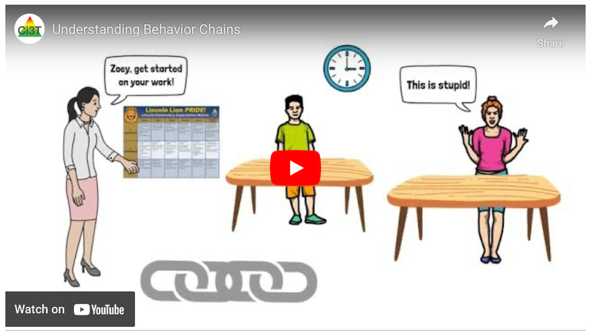 Ci3T
Understanding Behavior Chains
Share
Zoey, get started
on your work!
This is stupid!
Lincoln Lion PRIDE!
Watch on YouTube